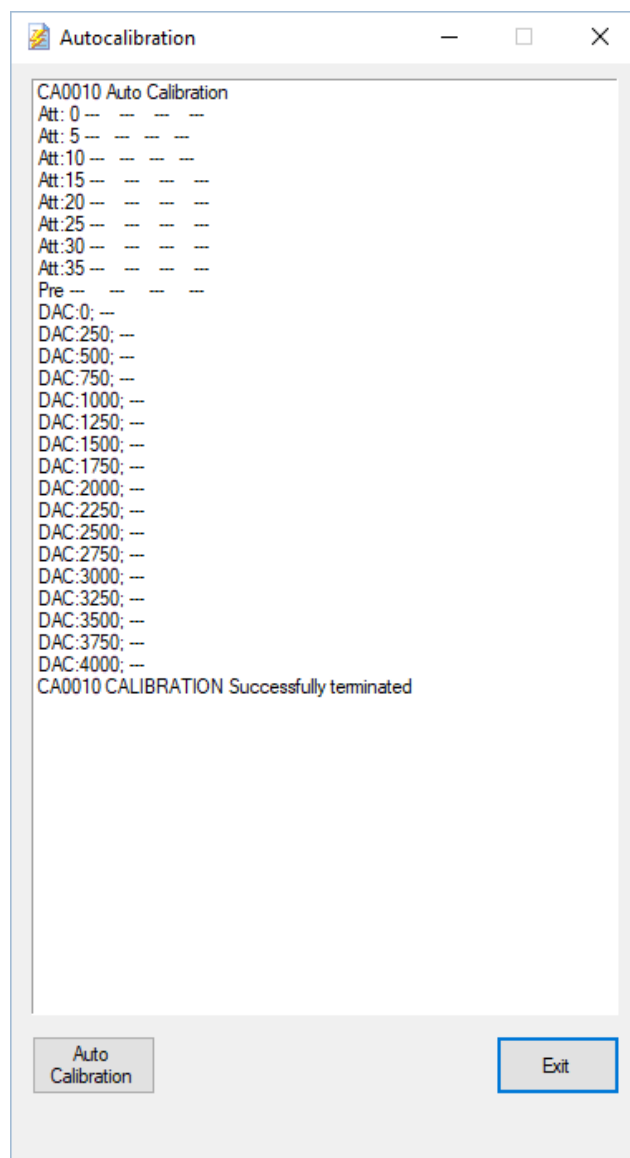 Autocalibration
CA0010 Auto Calibration
Att: 0 --- --- --- ---
Att: 5 --- --- --- ---
Att:10 --- --- --- ---
Att:15 --- --- --- ---
Att:20 --- --- --- ---
Att:25 --- --- --- ---
Att:30 --- --- --- ---
Att:35 --- --- --- ---
Pre --- --- --- ---
DAC:0; ---
DAC:250; ---
DAC:500; ---
DAC:750; ---
DAC:1000; ---
DAC:1250; ---
DAC:1500; ---
DAC:1750; ---
DAC:2000; ---
DAC:2250; ---
DAC:2500; ---
DAC:2750; ---
DAC:3000; ---
DAC:3250; ---
DAC:3500; ---
DAC:3750; ---
DAC:4000; ---
CA0010 CALIBRATION Successfully terminated
Auto
Calibration
Exit